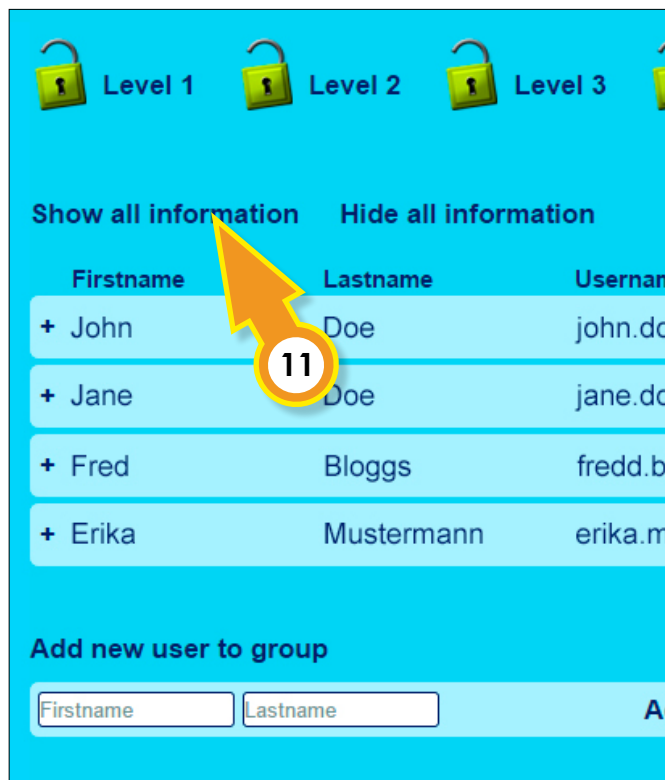 Level 1 Level 2 Level 3
Show all information Hide all information
Firstname Lastname
+ John Doe
11
+ Jane Doe
+ Fred Bloggs
+ Erika Mustermann
Add new user to group
Firstname Lastname